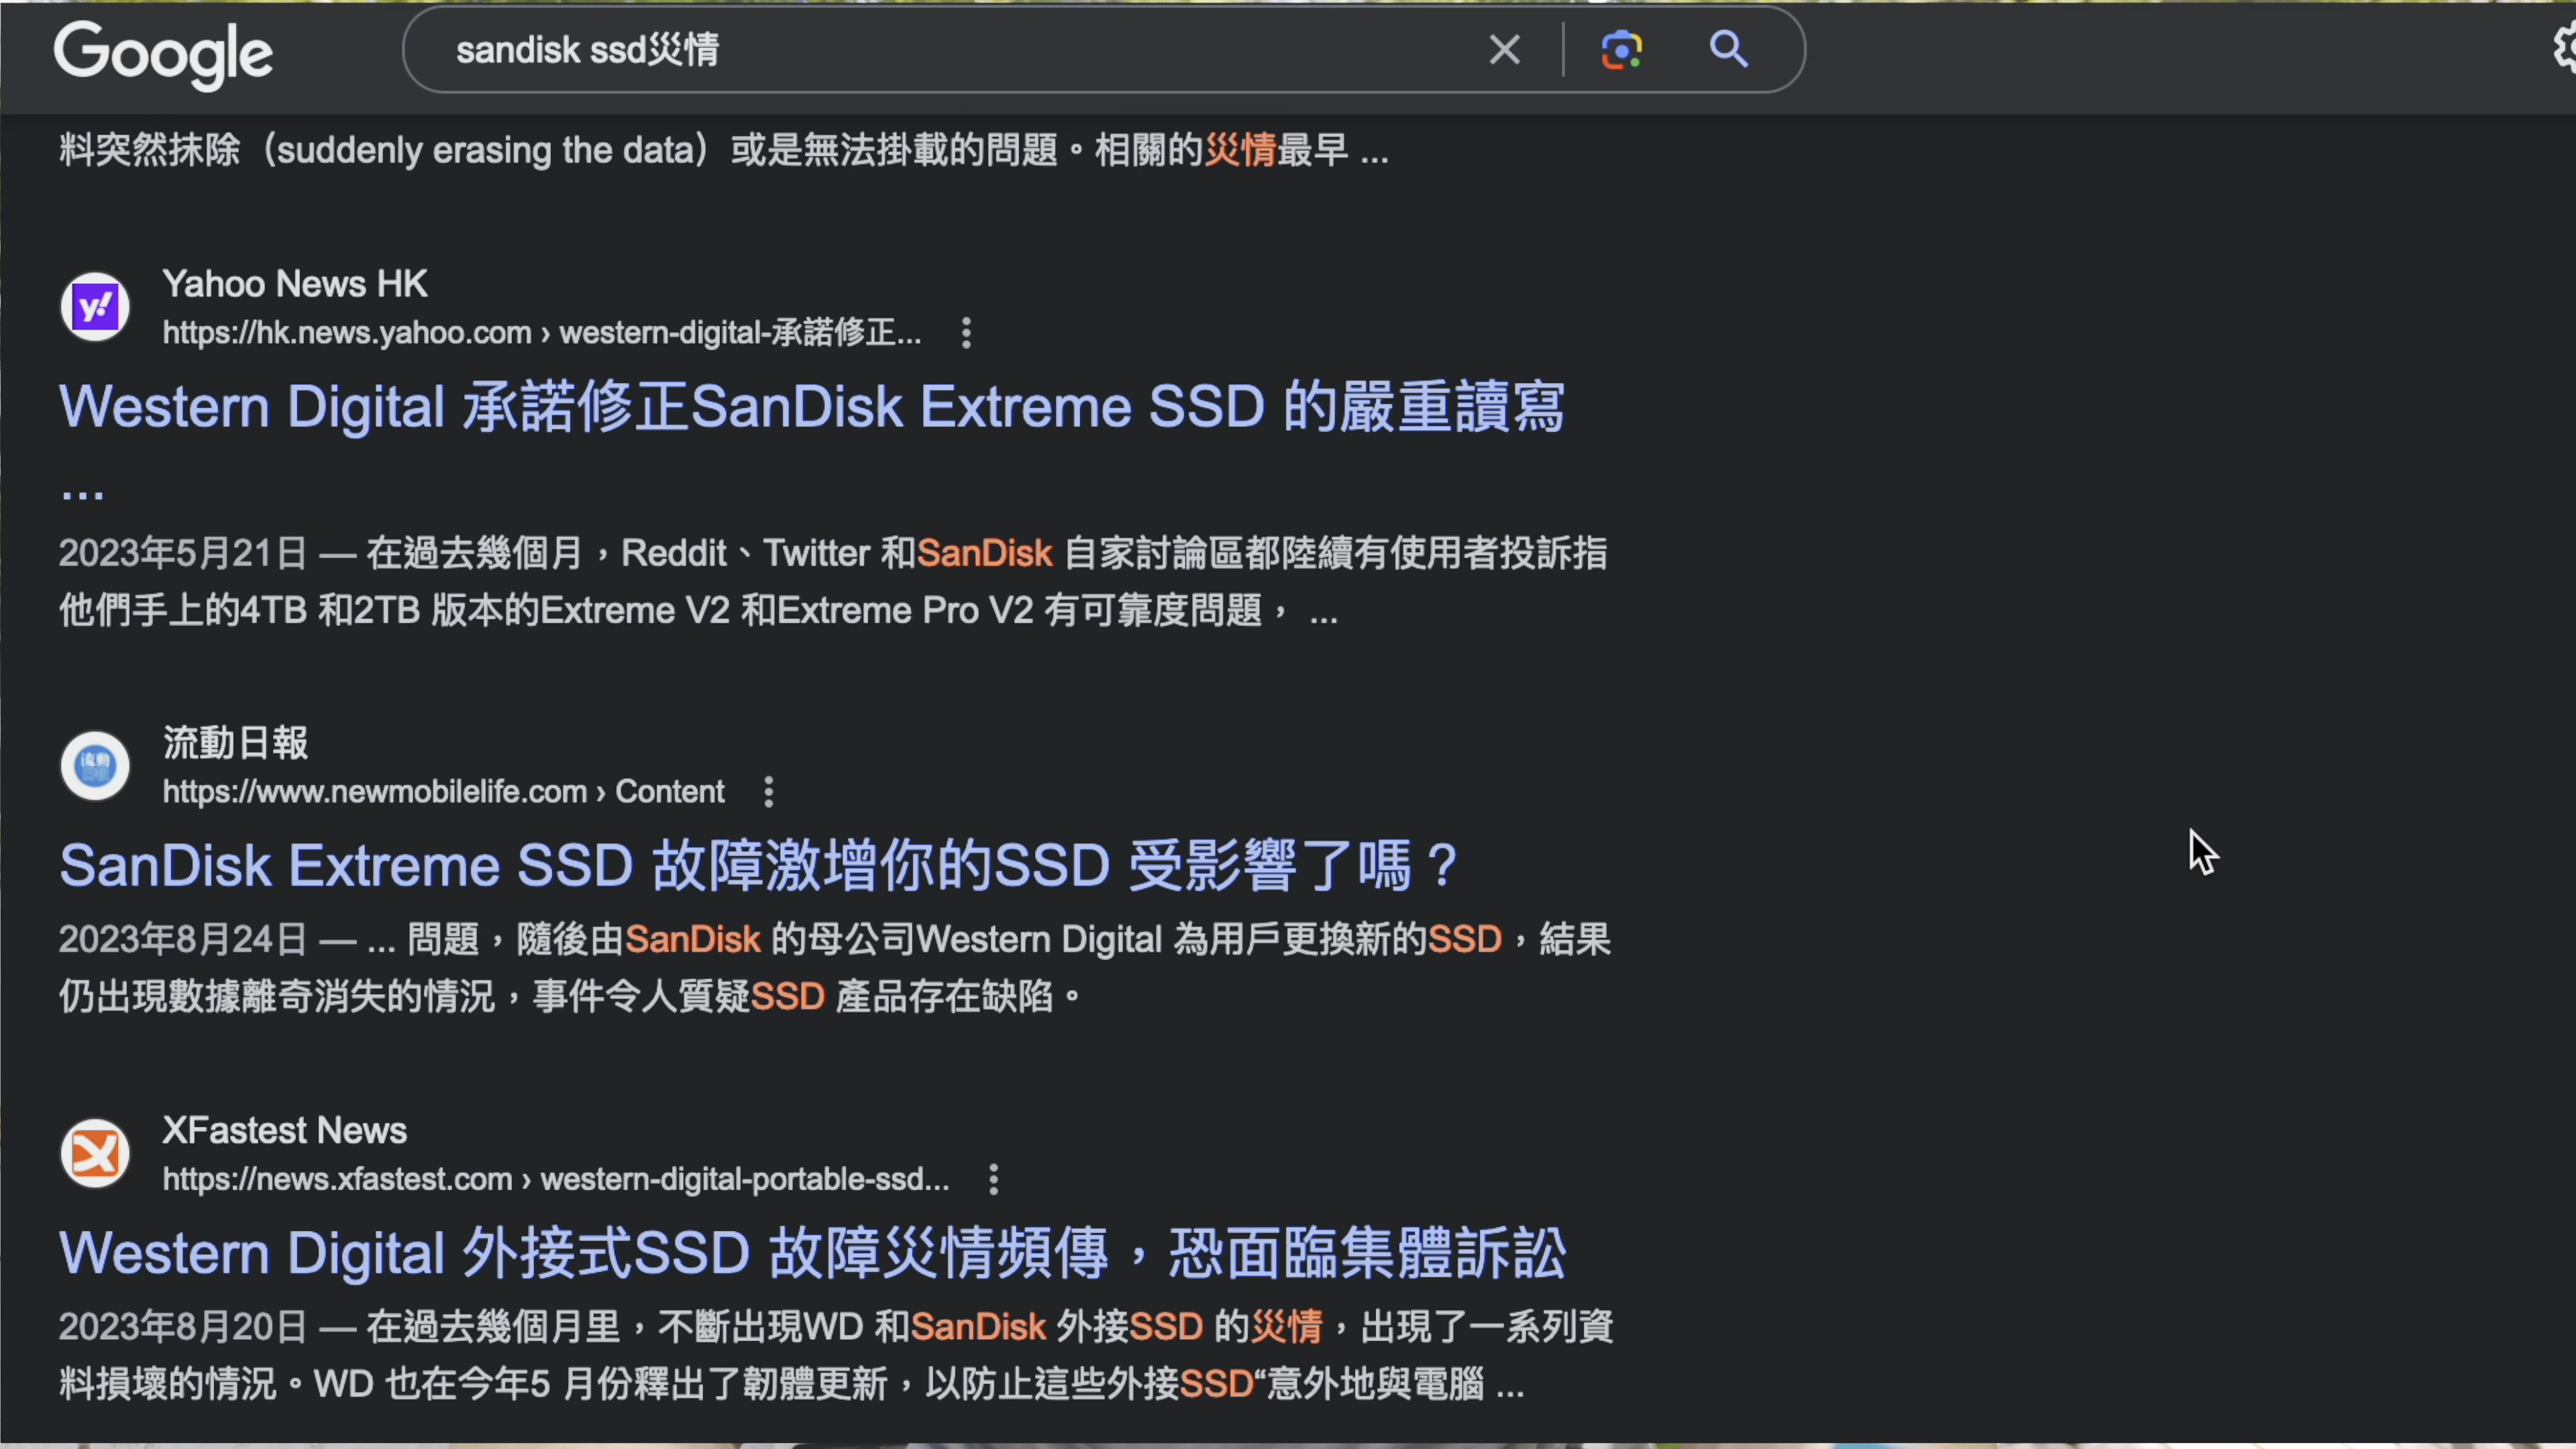 Google
sandisk ssd災情
料突然抹除（suddenly erasing the data）或是無法掛載的問題。相關的災情最早 ...
Yahoo News HK
https://hk.news.yahoo.com › western-digital-承諾修正...
Western Digital 承諾修正SanDisk Extreme SSD 的嚴重讀寫
...
2023年5月21日 — 在過去幾個月，Reddit、Twitter 和SanDisk 自家討論區都陸續有使用者投訴指
他們手上的4TB 和2TB 版本的Extreme V2 和Extreme Pro V2 有可靠度問題， ...
流動日報
https://www.newmobilelife.com › Content
SanDisk Extreme SSD 故障激增你的SSD 受影響了嗎？
2023年8月24日 — ... 問題，隨後由SanDisk 的母公司Western Digital 為用戶更換新的SSD，結果
仍出現數據離奇消失的情況，事件令人質疑SSD 產品存在缺陷。
XFastest News
https://news.xfastest.com › western-digital-portable-ssd...
Western Digital 外接式SSD 故障災情頻傳，恐面臨集體訴訟
2023年8月20日 — 在過去幾個月里，不斷出現WD 和SanDisk 外接SSD 的災情，出現了一系列資
料損壞的情況。WD 也在今年5 月份釋出了韌體更新，以防止這些外接SSD“意外地與電腦 ...